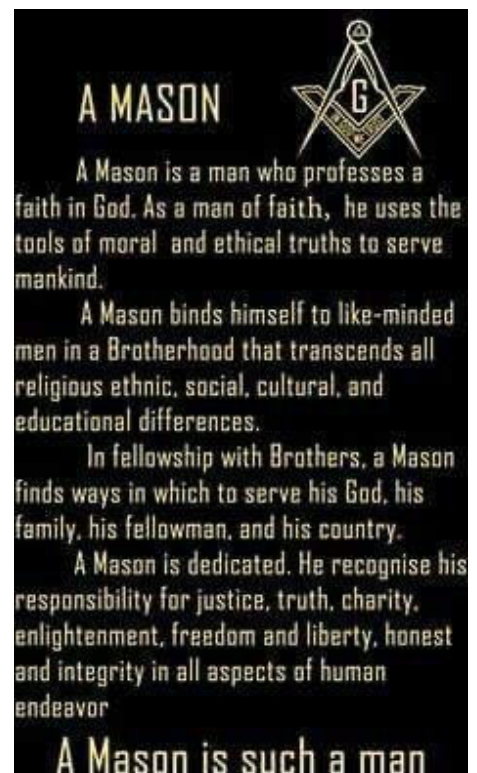 G
IN GOD WE TRUST
A MASON
A Mason is a man who professes a
faith in God. As a man of faith, he uses the
tools of moral and ethical truths to serve
mankind.
A Mason binds himself to like-minded
men in a Brotherhood that transcends all
religious ethnic, social, cultural, and
educational differences.
In fellowship with Brothers, a Mason
finds ways in which to serve his God, his
family, his fellowman, and his country.
A Mason is dedicated. He recognise his
responsibility for justice, truth, charity,
enlightenment, freedom and liberty, honest
and integrity in all aspects of human
endeavor
A Mason is such a man